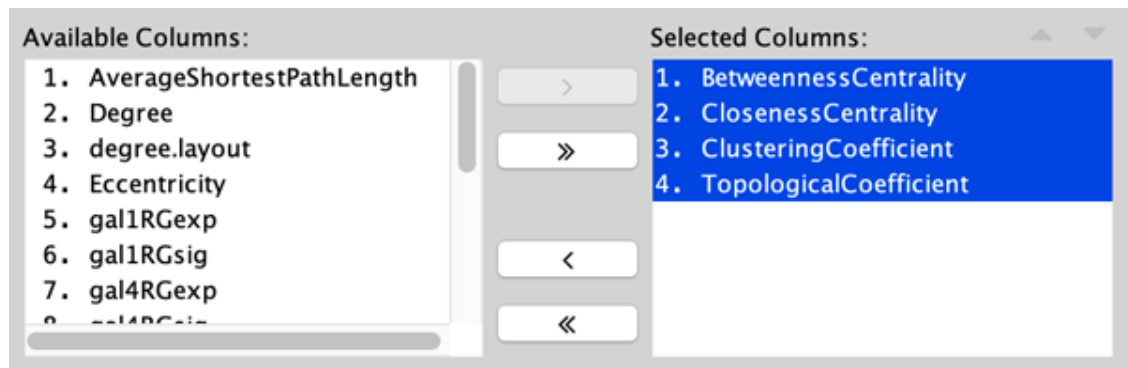 Available Columns:
1. AverageShortestPathLength
2. Degree
3. degree.layout
4. Eccentricity
5. gal1RGexp
6. gal1RGsig
7. gal4RGexp
>
»
<
«
Selected Columns:
1. BetweennessCentrality
2. ClosenessCentrality
3. ClusteringCoefficient
4. TopologicalCoefficient